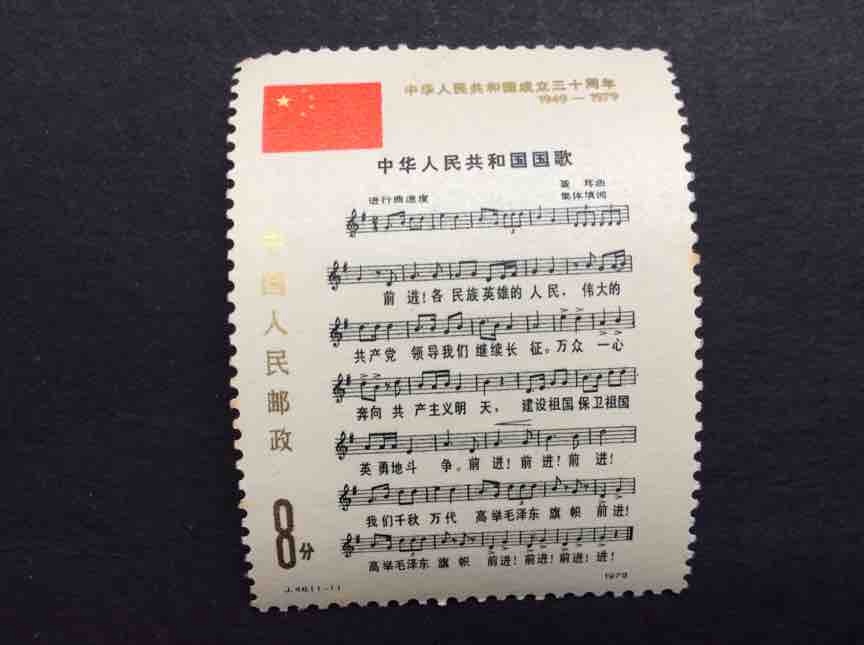 中华人民共和国成立三十周年
1949—1979
中华人民共和国国歌
聂 耳曲
进行曲速度 集体填词
前 进!各 民族英雄的 人 民, 伟大的
共产党 领导我们 继续长 征。万众 一心
奔向 共 产主义明 天, 建设祖国 保卫祖国
英 勇地斗 争。前 进!前 进!前 进!
我们千秋 万代 高举毛泽东 旗 帜 前进!
高举毛泽东 旗 帜 前进!前进!前进!进!
中国人民邮政
8分
J.46.(1-1) 1979